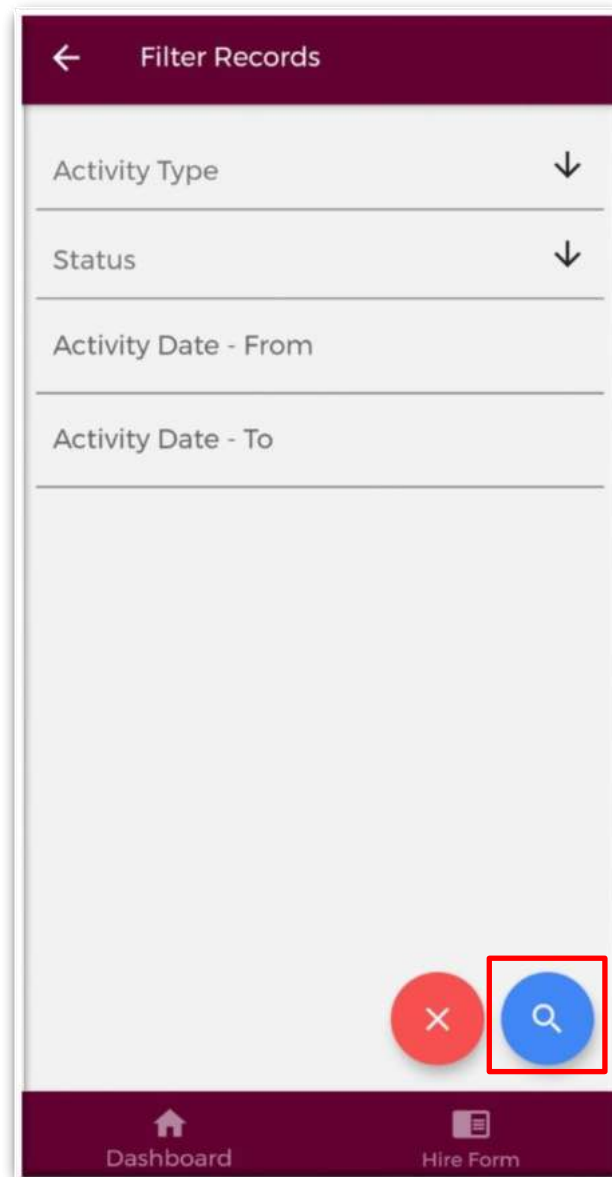 Filter Records
Activity Type
Status
Activity Date - From
Activity Date - To
Dashboard
Hire Form